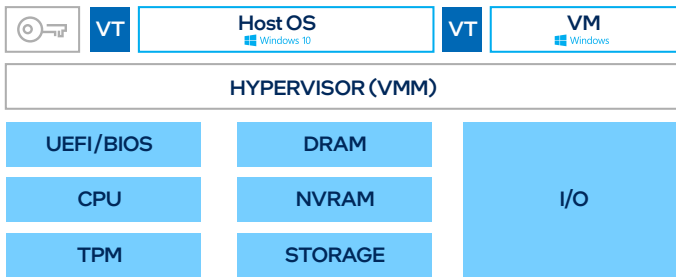 VT
Host OS
Windows 10
VT
VM
Windows
HYPERVISOR (VMM)
UEFI/BIOS
DRAM
I/O
CPU
NVRAM
TPM
STORAGE